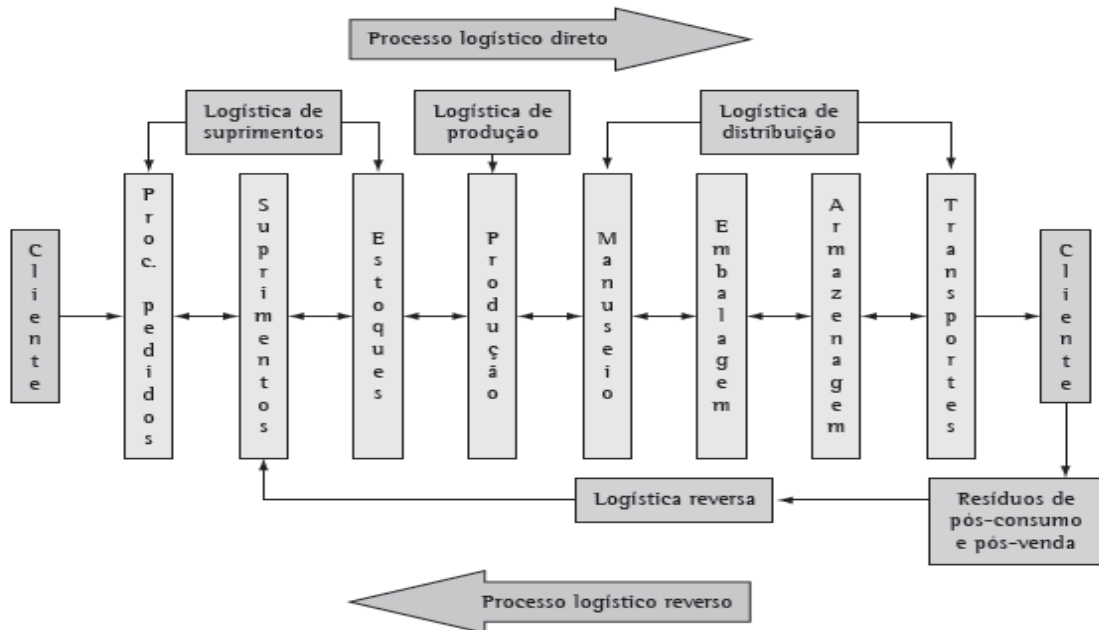 Processo logístico direto
Logística de
suprimentos
Logística de
produção
Logística de
distribuição
Cliente
Proc. pedidos
Suprimentos
Estoques
Produção
Manuseio
Embalagem
Armazenagem
Transportes
Cliente
Logística reversa
Resíduos de
pós-consumo
e pós-venda
Processo logístico reverso